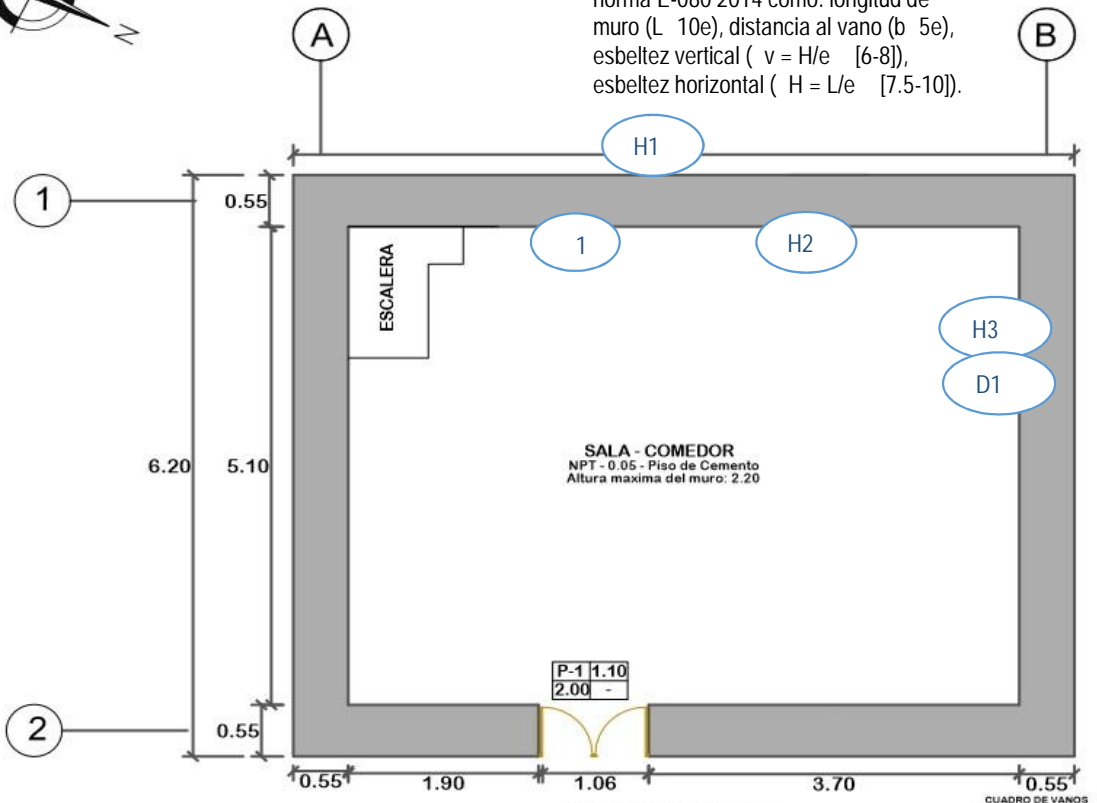 norma E-080 2014 como: longitud de
muro (L 10e), distancia al vano (b 5e),
esbeltez vertical ( v = H/e [6-8]),
esbeltez horizontal ( H = L/e [7.5-10]).
N
A
B
H1
1
0.55
1
H2
ESCALERA
H3
D1
6.20
5.10
SALA - COMEDOR
NPT - 0.05 - Piso de Cemento
Altura maxima del muro: 2.20
P-1 1.10
2.00 -
2
0.55
0.55
1.90
1.06
3.70
0.55
CUADRO DE VANOS